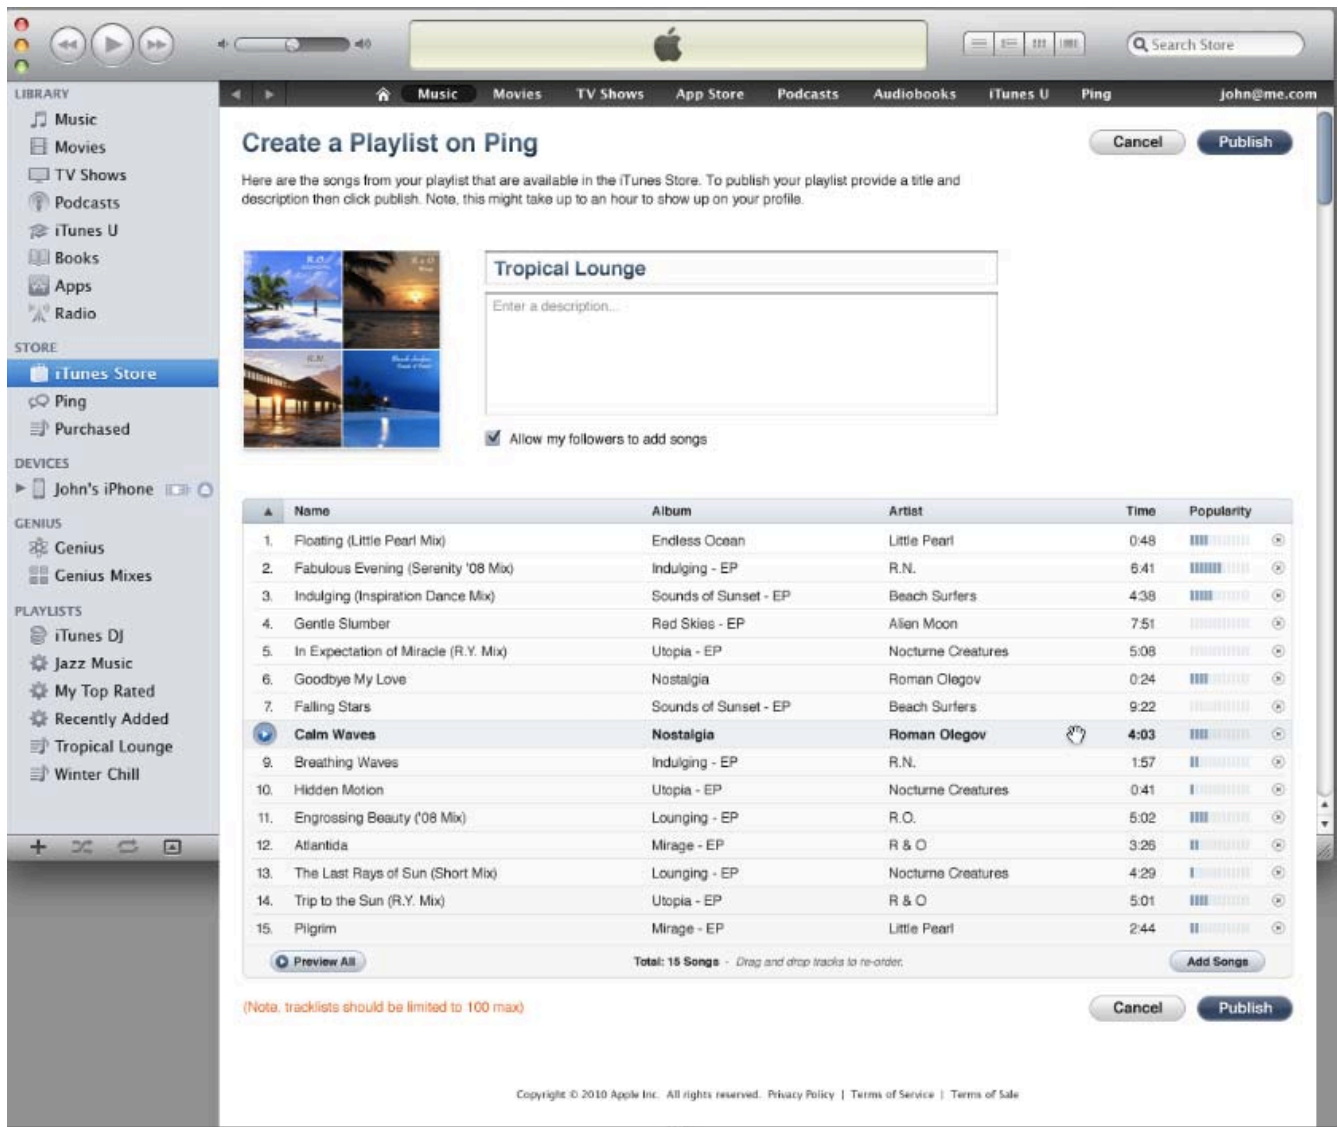 Search Store
LIBRARY
Music
Movies
TV Shows
Podcasts
iTunes U
Books
Apps
Radio
STORE
iTunes Store
Ping
Purchased
DEVICES
John's iPhone
GENIUS
Genius
Genius Mixes
PLAYLISTS
iTunes DJ
Jazz Music
My Top Rated
Recently Added
Tropical Lounge
Winter Chill
Music Movies TV Shows App Store Podcasts Audiobooks iTunes U Ping john@me.com
Create a Playlist on Ping
Cancel Publish
Here are the songs from your playlist that are available in the iTunes Store. To publish your playlist provide a title and
description then click publish. Note, this might take up to an hour to show up on your profile.
R.O.
R & O
R.N.
Tropical Lounge
Enter a description...
Allow my followers to add songs
Name Album Artist Time Popularity
1. Floating (Little Pearl Mix) Endless Ocean Little Pearl 0:48
2. Fabulous Evening (Serenity '08 Mix) Indulging - EP R.N. 6:41
3. Indulging (Inspiration Dance Mix) Sounds of Sunset - EP Beach Surfers 4:38
4. Gentle Slumber Red Skies - EP Alien Moon 7:51
5. In Expectation of Miracle (R.Y. Mix) Utopia - EP Nocturne Creatures 5:08
6. Goodbye My Love Nostalgia Roman Olegov 0:24
7. Falling Stars Sounds of Sunset - EP Beach Surfers 9:22
Calm Waves Nostalgia Roman Olegov 4:03
9. Breathing Waves Indulging - EP R.N. 1:57
10. Hidden Motion Utopia - EP Nocturne Creatures 0:41
11. Engrossing Beauty ('08 Mix) Lounging - EP R.O. 5:02
12. Atlantida Mirage - EP R & O 3:26
13. The Last Rays of Sun (Short Mix) Lounging - EP Nocturne Creatures 4:29
14. Trip to the Sun (R.Y. Mix) Utopia - EP R & O 5:01
15. Pilgrim Mirage - EP Little Pearl 2:44
Preview All Total: 15 Songs - Drag and drop tracks to re-order. Add Songs
(Note, tracklists should be limited to 100 max)
Cancel Publish
Copyright © 2010 Apple Inc. All rights reserved. Privacy Policy | Terms of Service | Terms of Sale